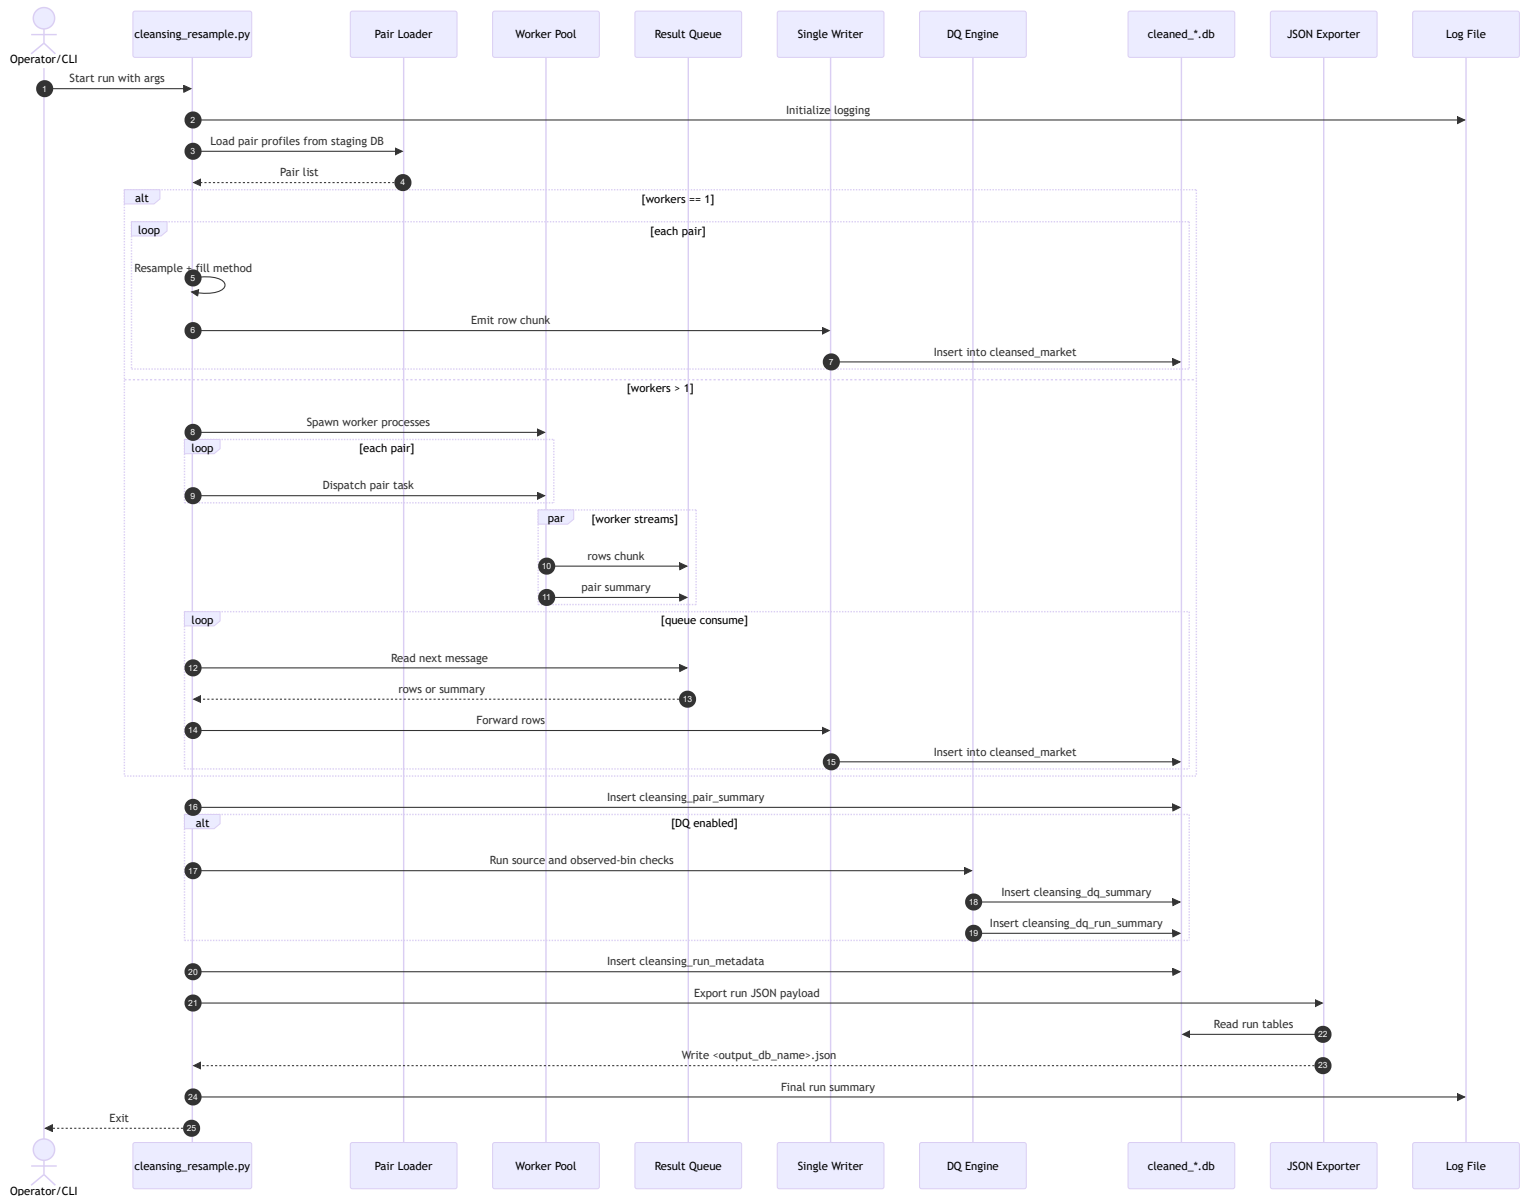 Operator/CLI
cleansing_resample.py
Pair Loader
Worker Pool
Result Queue
Single Writer
DQ Engine
cleaned_*.db
JSON Exporter
Log File
1
Start run with args
2
Initialize logging
3
Load pair profiles from staging DB
4
Pair list
alt
[workers == 1]
loop
[each pair]
5
Resample + fill method
6
Emit row chunk
7
Insert into cleansed_market
[workers > 1]
8
Spawn worker processes
loop
[each pair]
9
Dispatch pair task
par
[worker streams]
10
rows chunk
11
pair summary
loop
[queue consume]
12
Read next message
13
rows or summary
14
Forward rows
15
Insert into cleansed_market
16
Insert cleansing_pair_summary
alt
[DQ enabled]
17
Run source and observed-bin checks
18
Insert cleansing_dq_summary
19
Insert cleansing_dq_run_summary
20
Insert cleansing_run_metadata
21
Export run JSON payload
22
Read run tables
23
Write <output_db_name>.json
24
Final run summary
25
Exit
Operator/CLI
cleansing_resample.py
Pair Loader
Worker Pool
Result Queue
Single Writer
DQ Engine
cleaned_*.db
JSON Exporter
Log File